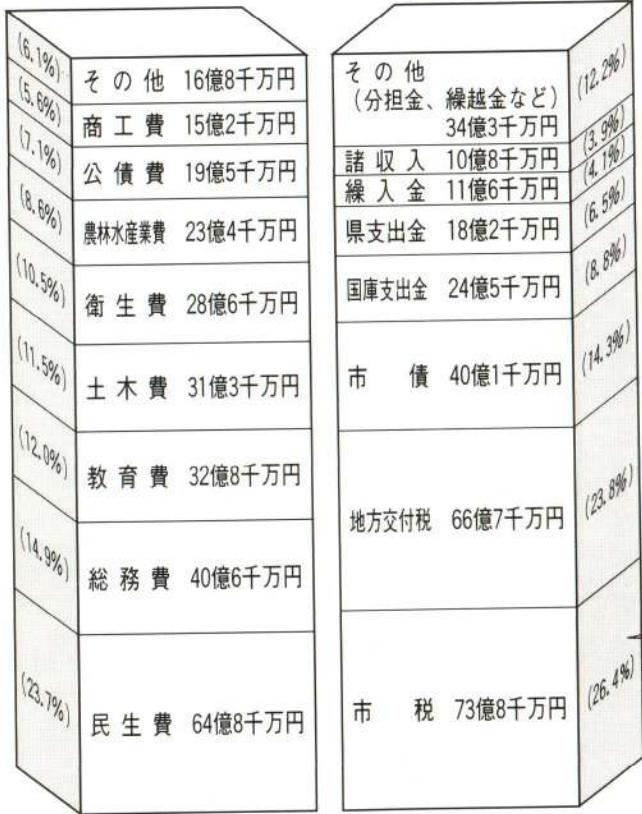 (6.1%)
その他 16億8千万円
(5.6%)
商工費 15億2千万円
(7.1%)
公債費 19億5千万円
(8.6%)
農林水産業費 23億4千万円
(10.5%)
衛生費 28億6千万円
(11.5%)
土木費 31億3千万円
(12.0%)
教育費 32億8千万円
(14.9%)
総務費 40億6千万円
(23.7%)
民生費 64億8千万円
その他
(分担金、繰越金など)
34億3千万円
(12.2%)
諸収入 10億8千万円
(3.9%)
繰入金 11億6千万円
(4.1%)
県支出金 18億2千万円
(6.5%)
国庫支出金 24億5千万円
(8.8%)
市債 40億1千万円
(14.3%)
地方交付税 66億7千万円
(23.8%)
市税 73億8千万円
(26.4%)